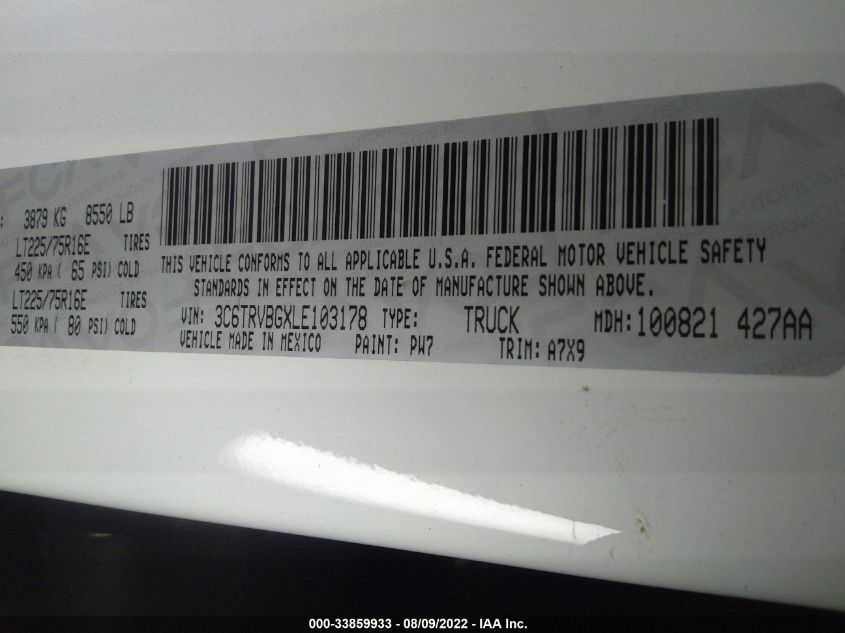 : 3879 KG 8550 LB
LT225/75R16E TIRES
450 KPA ( 65 PSI) COLD
LT225/75R16E TIRES
550 KPA ( 80 PSI) COLD
THIS VEHICLE CONFORMS TO ALL APPLICABLE U.S.A. FEDERAL MOTOR VEHICLE SAFETY
STANDARDS IN EFFECT ON THE DATE OF MANUFACTURE SHOWN ABOVE.
VIN: 3C6TRVBGXLE103178 TYPE: TRUCK MDH: 100821 427AA
VEHICLE MADE IN MEXICO PAINT: PW7 TRIM: A7X9
000-33859933 - 08/09/2022 - IAA Inc.